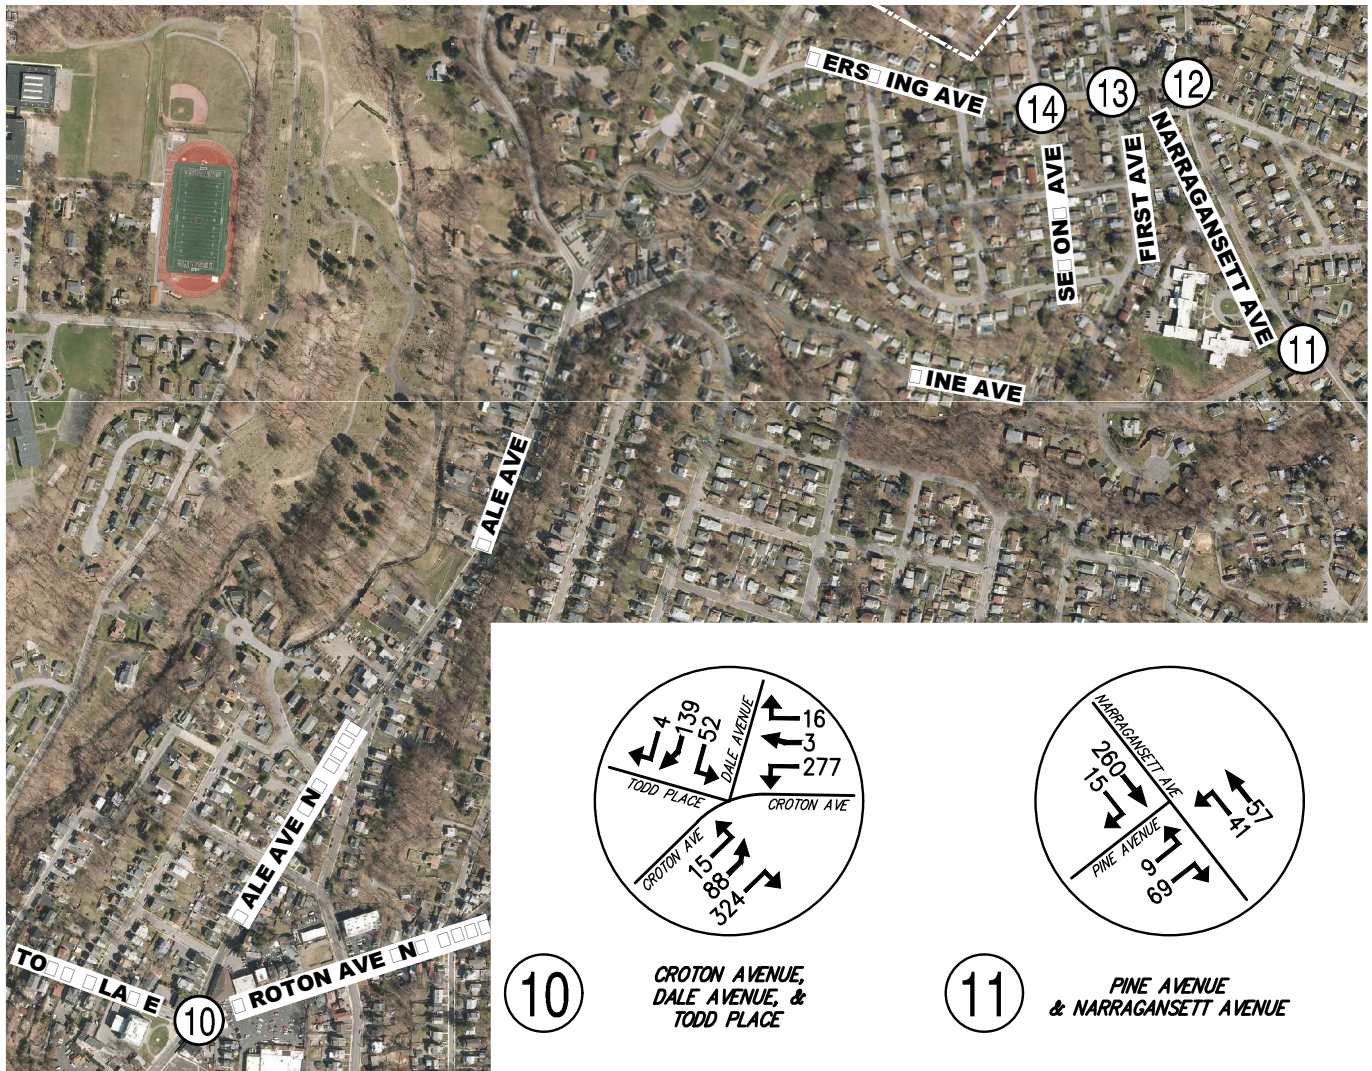 □ERS□ING AVE
14
13
12
SE□ON□ AVE
FIRST AVE
NARRAGANSETT AVE
11
□INE AVE
□ALE AVE
□ALE AVEN□□□□□
TO□□ □LA□E
10
□ROTON AVEN□□□□□
4
139
52
DALE AVENUE
16
3
277
TODD PLACE
CROTON AVE
CROTON AVE
15
88
324
NARRAGANSETT AVE
260
15
57
41
PINE AVENUE
9
69
10
CROTON AVENUE,
DALE AVENUE, &
TODD PLACE
11
PINE AVENUE
& NARRAGANSETT AVENUE